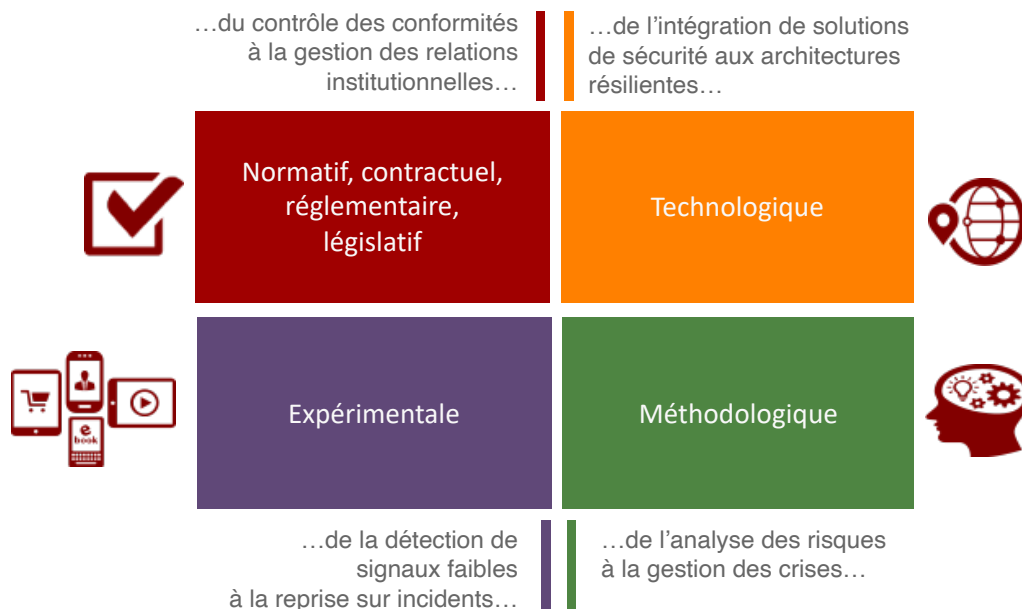 …du contrôle des conformités
à la gestion des relations
institutionnelles…
…de l’intégration de solutions
de sécurité aux architectures
résilientes…
Normatif, contractuel,
réglementaire,
législatif
Technologique
Expérimentale
Méthodologique
e
book
…de la détection de
signaux faibles
à la reprise sur incidents…
…de l’analyse des risques
à la gestion des crises…